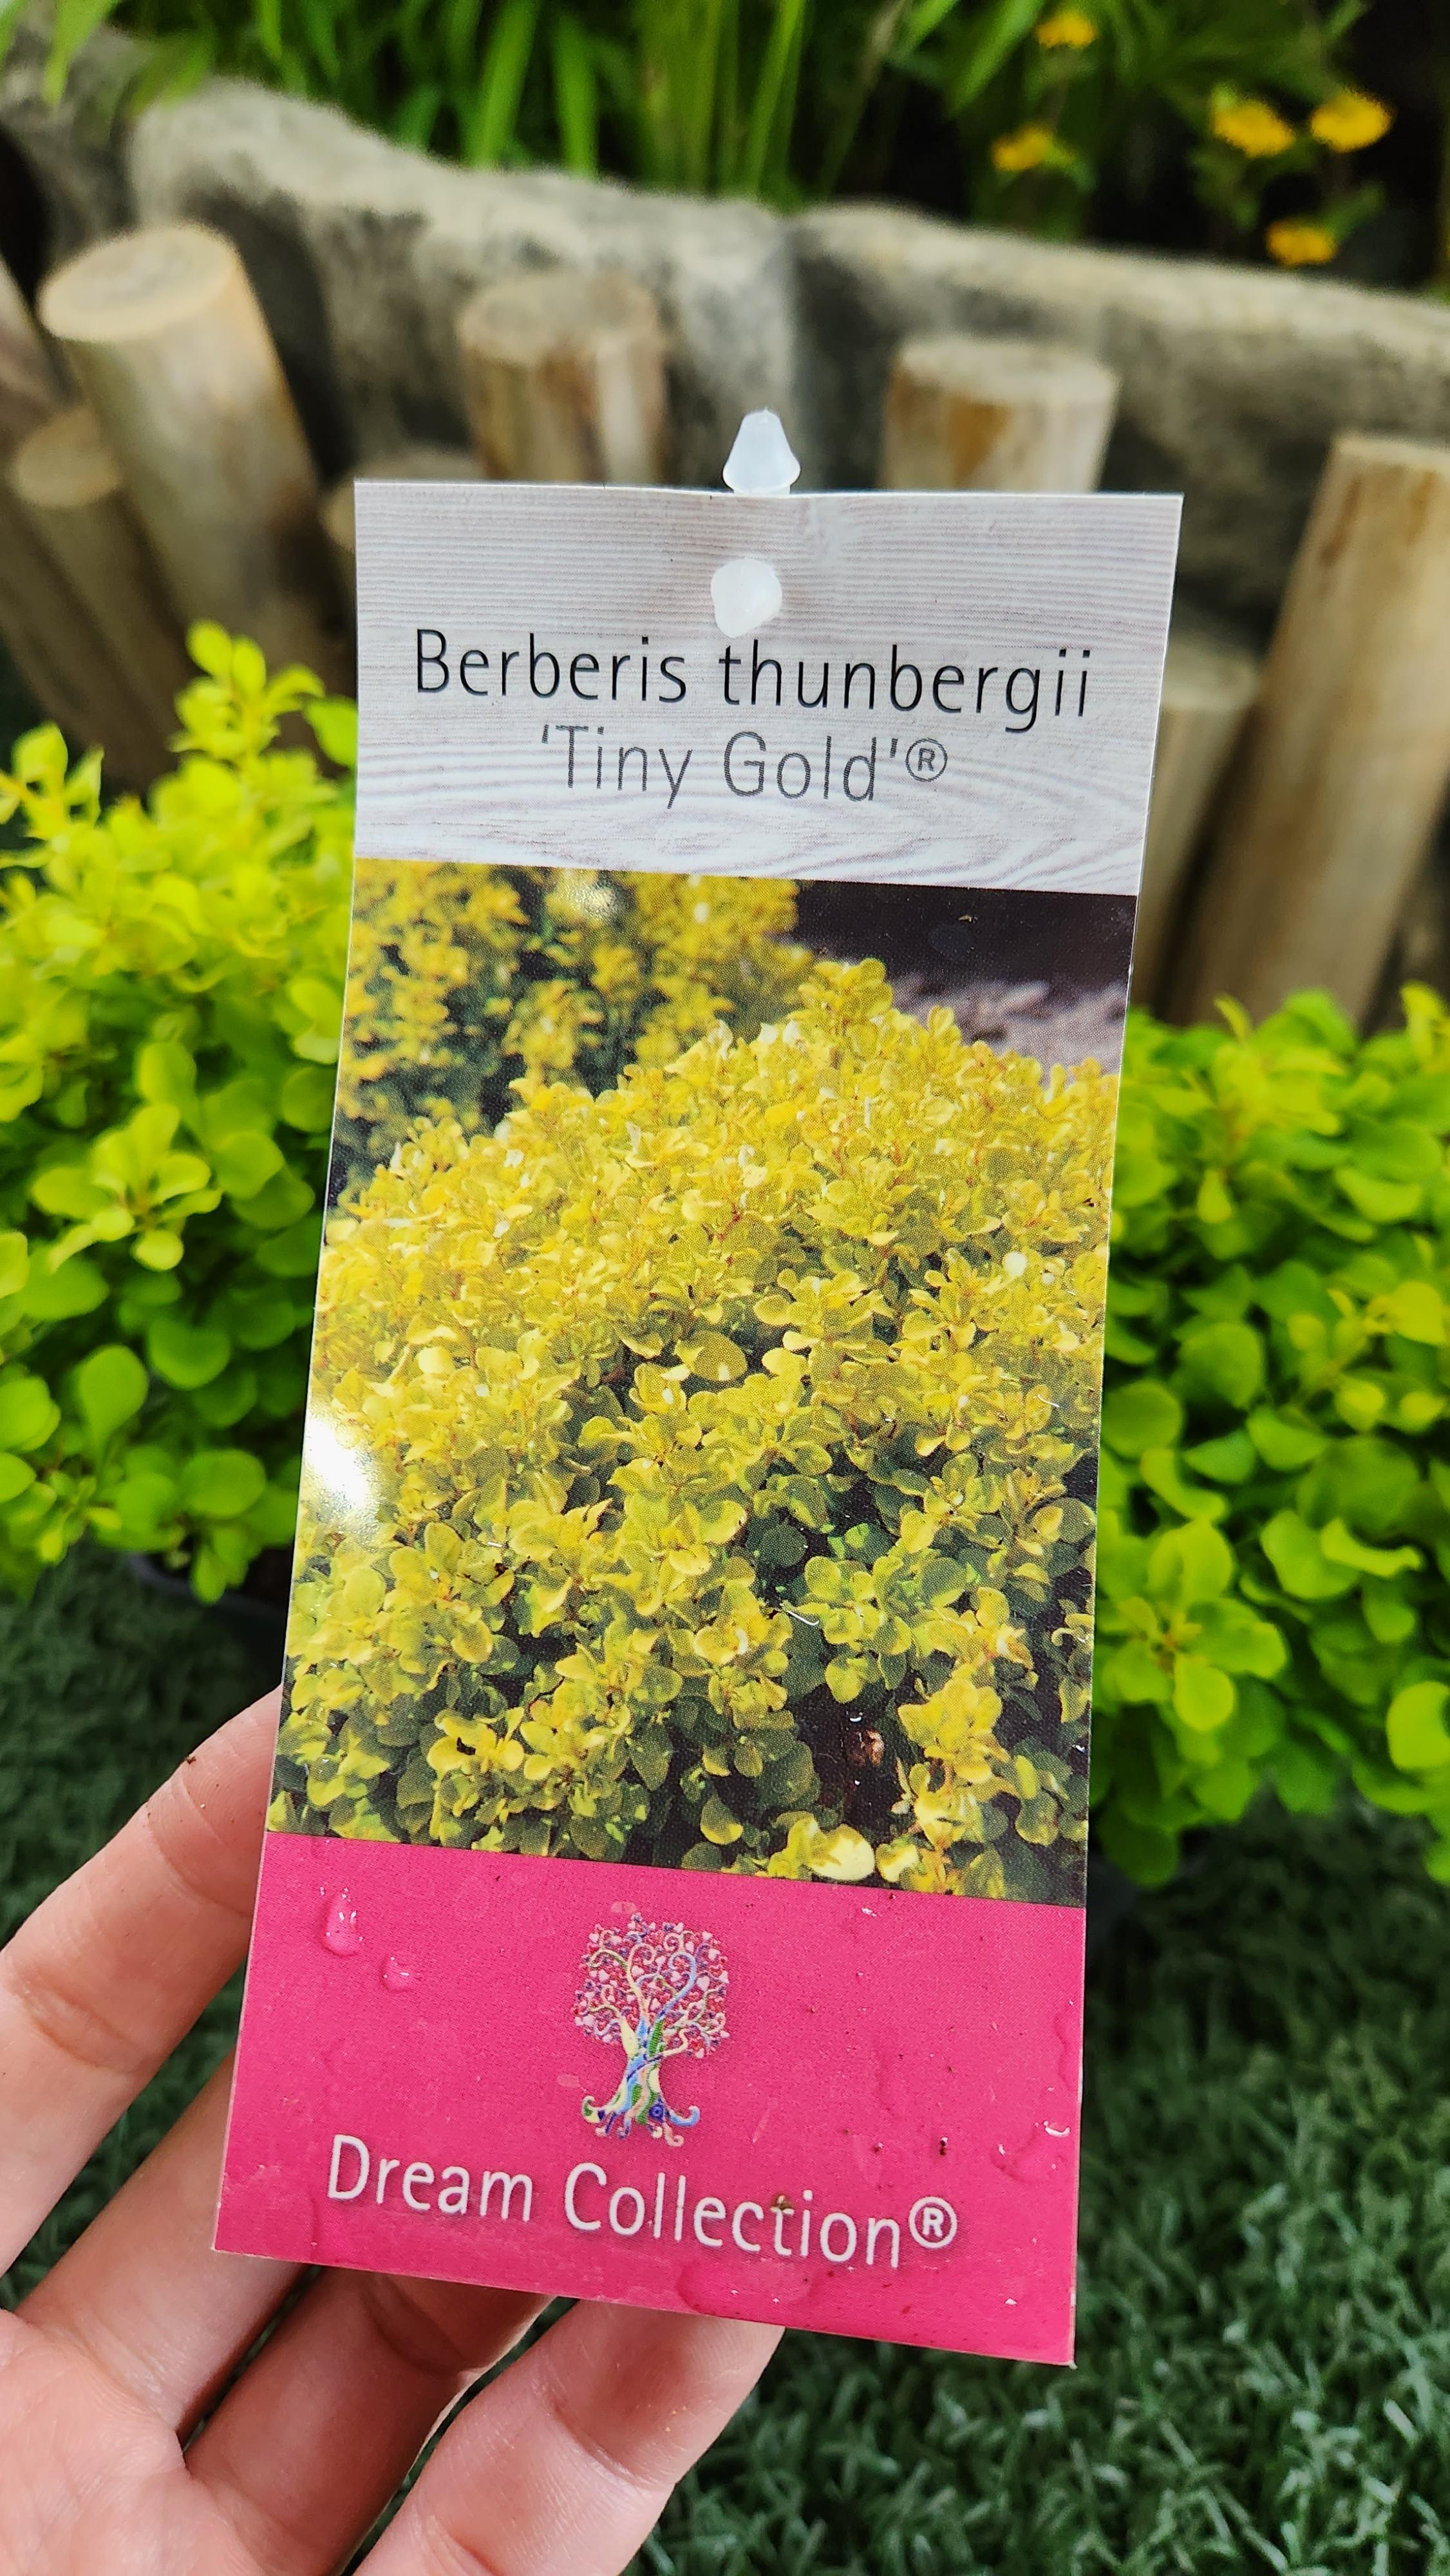 Berberis thunbergii
'Tiny Gold'®
Dream Collection®